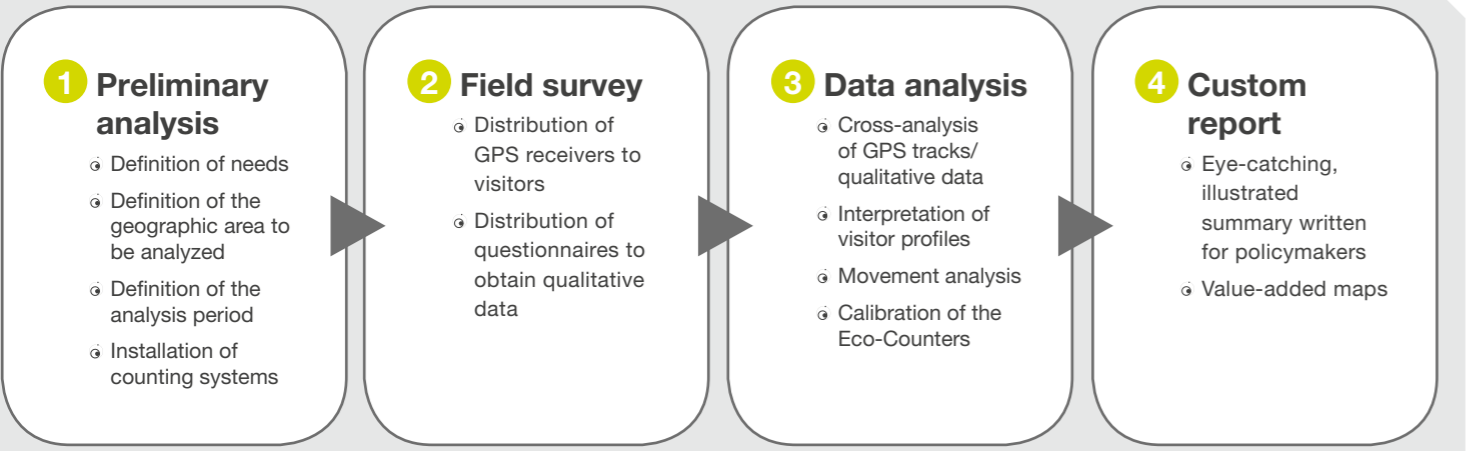 1 Preliminary
analysis
Definition of needs
Definition of the
geographic area to
be analyzed
Definition of the
analysis period
Installation of
counting systems
2 Field survey
Distribution of
GPS receivers to
visitors
Distribution of
questionnaires to
obtain qualitative
data
3 Data analysis
Cross-analysis
of GPS tracks/
qualitative data
Interpretation of
visitor profiles
Movement analysis
Calibration of the
Eco-Counters
4 Custom
report
Eye-catching,
illustrated
summary written
for policymakers
Value-added maps